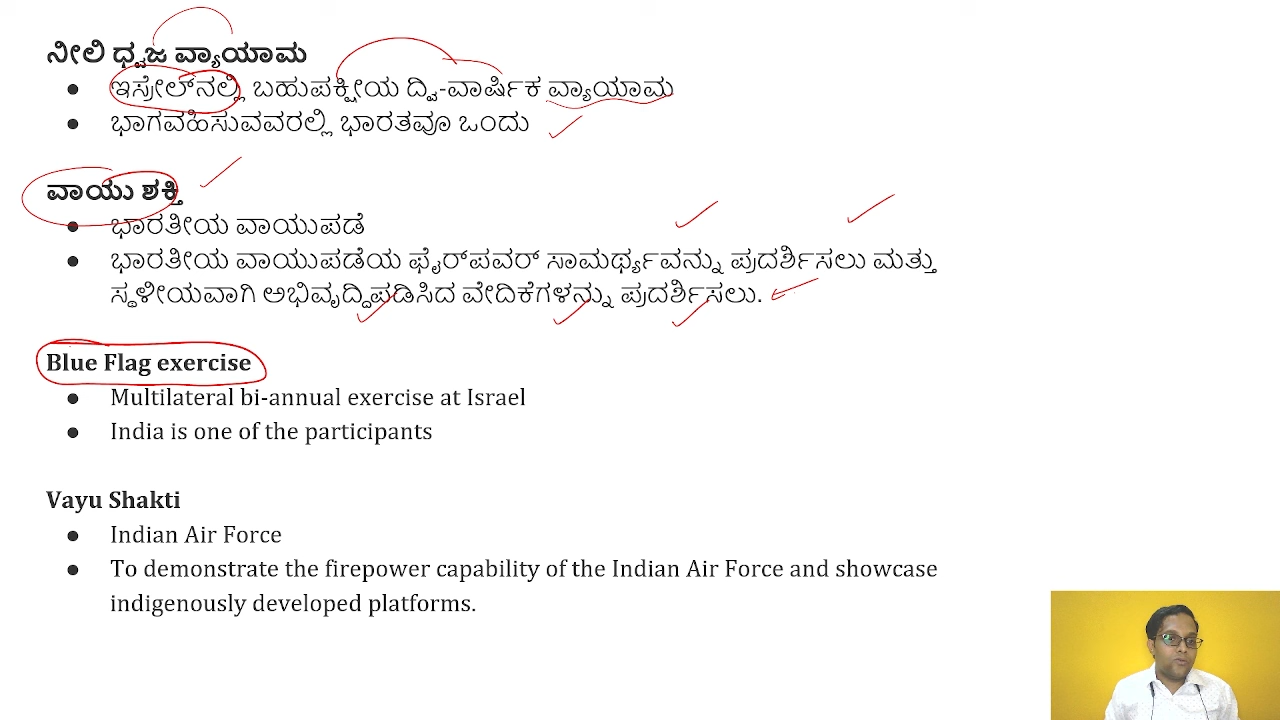 ನೀಲಿ ಧ್ವಜ ವ್ಯಾಯಾಮ
● ಇಸ್ರೇಲ್‌ನಲ್ಲಿ ಬಹುಪಕ್ಷೀಯ ದ್ವಿ-ವಾರ್ಷಿಕ ವ್ಯಾಯಾಮ
● ಭಾಗವಹಿಸುವವರಲ್ಲಿ ಭಾರತವೂ ಒಂದು
ವಾಯು ಶಕ್ತಿ
● ಭಾರತೀಯ ವಾಯುಪಡೆ
● ಭಾರತೀಯ ವಾಯುಪಡೆಯ ಫೈರ್‌ಪವರ್ ಸಾಮರ್ಥ್ಯವನ್ನು ಪ್ರದರ್ಶಿಸಲು ಮತ್ತು
ಸ್ಥಳೀಯವಾಗಿ ಅಭಿವೃದ್ಧಿಪಡಿಸಿದ ವೇದಿಕೆಗಳನ್ನು ಪ್ರದರ್ಶಿಸಲು.
Blue Flag exercise
● Multilateral bi-annual exercise at Israel
● India is one of the participants
Vayu Shakti
● Indian Air Force
● To demonstrate the firepower capability of the Indian Air Force and showcase
indigenously developed platforms.